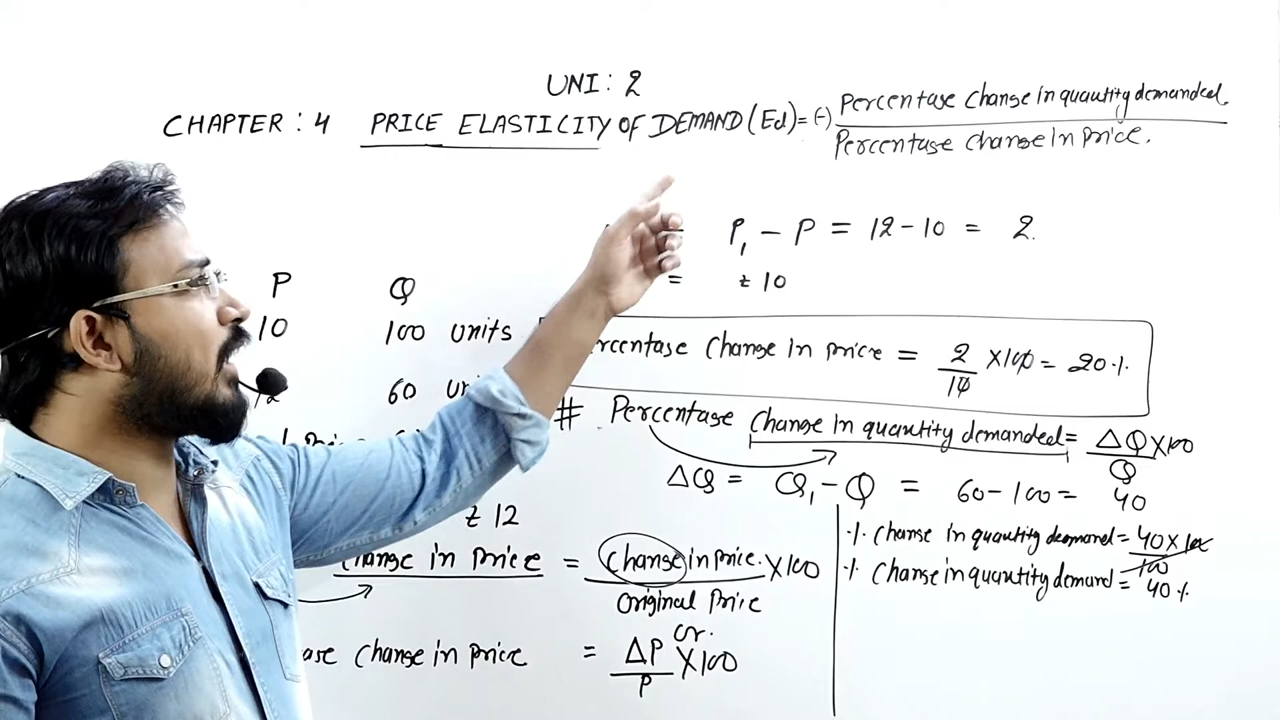 UNI: 2
CHAPTER: 4 PRICE ELASTICITY OF DEMAND (Ed) = (-) Percentage Change in quantity demanded.
Percentage Change in Price.
P₁ - P = 12 - 10 = 2.
= ₹ 10
P Q
10 100 units
12 60
rcentage Change in Price = 2/10 × 100 = 20%.
# Percentage Change in quantity demanded = ΔQ/Q × 100
ΔQ = Q₁ - Q = 60 - 100 = 40
₹ 12
Change in Price = Change in Price. × 100
Original Price
or.
ase Change in price = ΔP/P × 100
% Change in quantity demand = 40 × 100/100
% Change in quantity demand = 40%